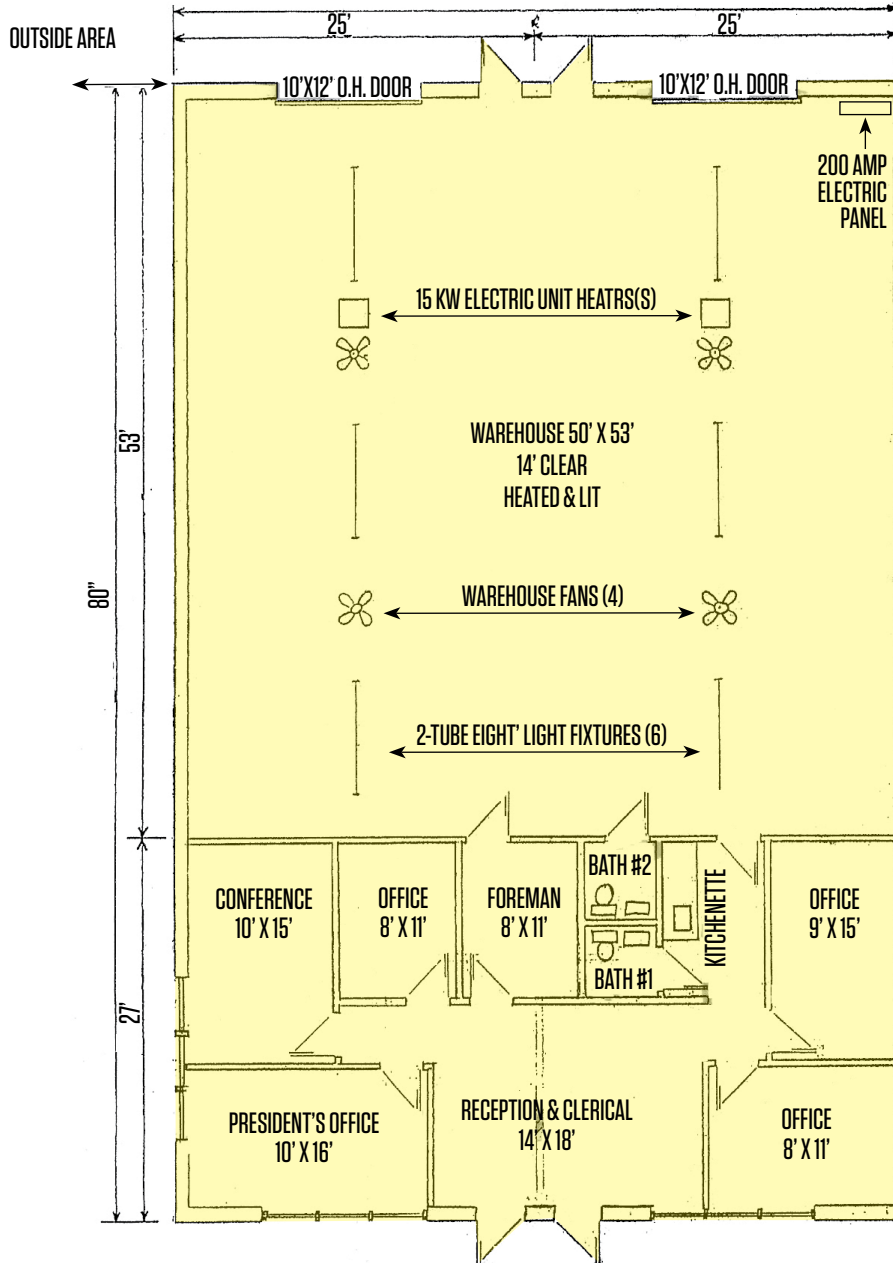 25'
25'
OUTSIDE AREA
10'X12' O.H. DOOR
10'X12' O.H. DOOR
200 AMP
ELECTRIC
PANEL
15 KW ELECTRIC UNIT HEATRS(S)
53'
WAREHOUSE 50' X 53'
14' CLEAR
HEATED & LIT
80"
WAREHOUSE FANS (4)
2-TUBE EIGHT' LIGHT FIXTURES (6)
27'
CONFERENCE
10' X 15'
OFFICE
8' X 11'
FOREMAN
8' X 11'
BATH #2
BATH #1
KITCHENETTE
OFFICE
9' X 15'
PRESIDENT'S OFFICE
10' X 16'
RECEPTION & CLERICAL
14' X 18'
OFFICE
8' X 11'